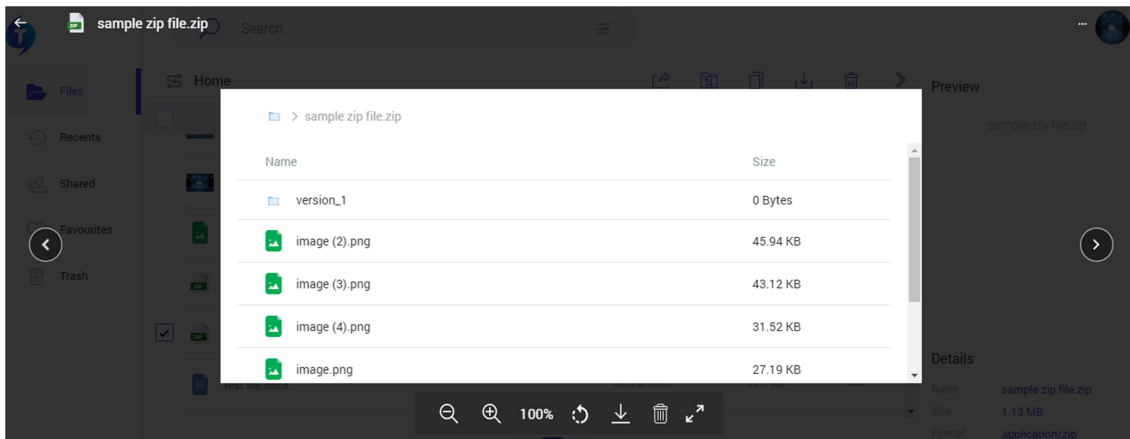 sample zip file.zip
Search
Home
Files
Recents
Shared
Favourites
Trash
> sample zip file.zip
Name Size
version_1 0 Bytes
image (2).png 45.94 KB
image (3).png 43.12 KB
image (4).png 31.52 KB
image.png 27.19 KB
100%
Preview
sample zip file.zip
Details
Name sample zip file.zip
Size 1.13 MB
Format application/zip